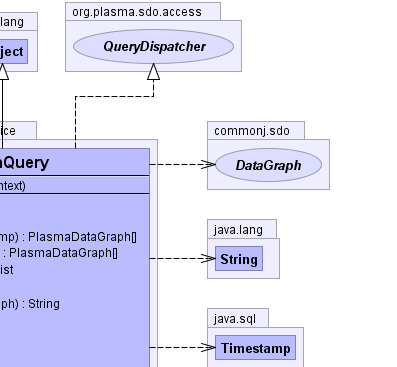 lang
org.plasma.sdo.access
ject
QueryDispatcher
ice
commonj.sdo
Query
ntext)
DataGraph
mp) : PlasmaDataGraph[]
) : PlasmaDataGraph[]
ist
java.lang
String
ph) : String
java.sql
Timestamp